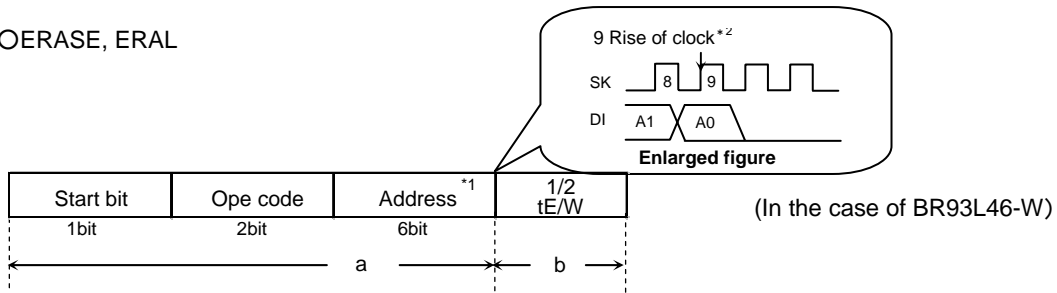 ○ERASE, ERAL
9 Rise of clock*2
SK 8 9
DI A1 A0
Enlarged figure
Start bit Ope code Address*1 1/2
tE/W
(In the case of BR93L46-W)
1bit 2bit 6bit
a b